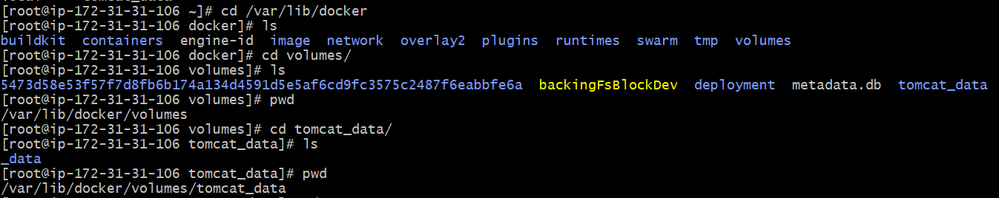 [root@ip-172-31-31-106 ~]# cd /var/lib/docker
[root@ip-172-31-31-106 docker]# ls
buildkit containers engine-id image network overlay2 plugins runtimes swarm tmp volumes
[root@ip-172-31-31-106 docker]# cd volumes/
[root@ip-172-31-31-106 volumes]# ls
5473d58e53f57f7d8fb6b174a134d4591d5e5af6cd9fc3575c2487f6eabbfe6a backingFsBlockDev deployment metadata.db tomcat_data
[root@ip-172-31-31-106 volumes]# pwd
/var/lib/docker/volumes
[root@ip-172-31-31-106 volumes]# cd tomcat_data/
[root@ip-172-31-31-106 tomcat_data]# ls
_data
[root@ip-172-31-31-106 tomcat_data]# pwd
/var/lib/docker/volumes/tomcat_data